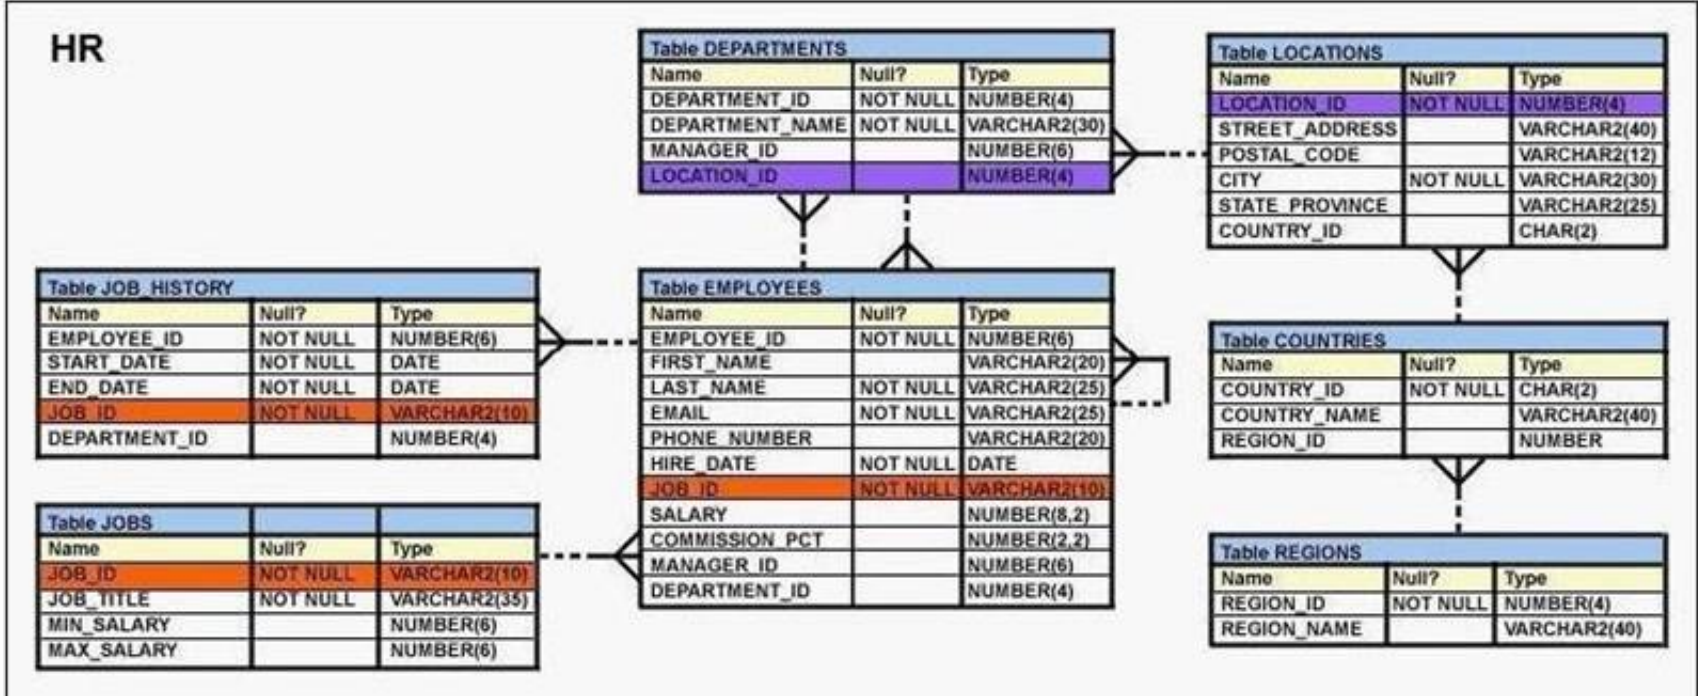 HR
Table DEPARTMENTS
Name Null? Type
DEPARTMENT_ID NOT NULL NUMBER(4)
DEPARTMENT_NAME NOT NULL VARCHAR2(30)
MANAGER_ID NUMBER(6)
LOCATION_ID NUMBER(4)
Table LOCATIONS
Name Null? Type
LOCATION_ID NOT NULL NUMBER(4)
STREET_ADDRESS VARCHAR2(40)
POSTAL_CODE VARCHAR2(12)
CITY NOT NULL VARCHAR2(30)
STATE_PROVINCE VARCHAR2(25)
COUNTRY_ID CHAR(2)
Table JOB_HISTORY
Name Null? Type
EMPLOYEE_ID NOT NULL NUMBER(6)
START_DATE NOT NULL DATE
END_DATE NOT NULL DATE
JOB_ID NOT NULL VARCHAR2(10)
DEPARTMENT_ID NUMBER(4)
Table EMPLOYEES
Name Null? Type
EMPLOYEE_ID NOT NULL NUMBER(6)
FIRST_NAME VARCHAR2(20)
LAST_NAME NOT NULL VARCHAR2(25)
EMAIL NOT NULL VARCHAR2(25)
PHONE_NUMBER VARCHAR2(20)
HIRE_DATE NOT NULL DATE
JOB_ID NOT NULL VARCHAR2(10)
SALARY NUMBER(8,2)
COMMISSION_PCT NUMBER(2,2)
MANAGER_ID NUMBER(6)
DEPARTMENT_ID NUMBER(4)
Table COUNTRIES
Name Null? Type
COUNTRY_ID NOT NULL CHAR(2)
COUNTRY_NAME VARCHAR2(40)
REGION_ID NUMBER
Table JOBS
Name Null? Type
JOB_ID NOT NULL VARCHAR2(10)
JOB_TITLE NOT NULL VARCHAR2(35)
MIN_SALARY NUMBER(6)
MAX_SALARY NUMBER(6)
Table REGIONS
Name Null? Type
REGION_ID NOT NULL NUMBER(4)
REGION_NAME VARCHAR2(40)